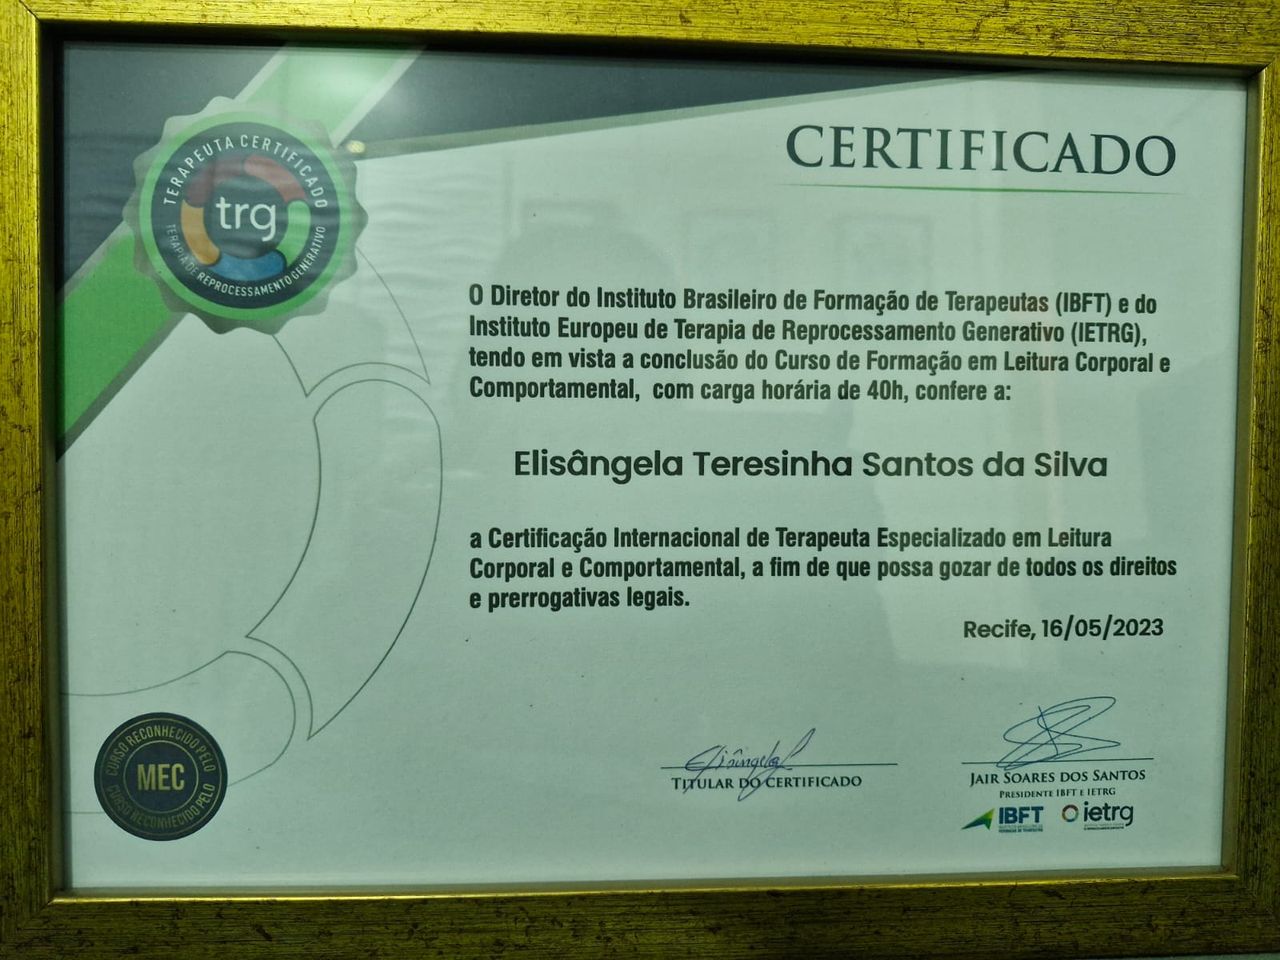 TERAPEUTA CERTIFICADO
trg
TERAPIA DE REPROCESSAMENTO GENERATIVO
CERTIFICADO
O Diretor do Instituto Brasileiro de Formação de Terapeutas (IBFT) e do
Instituto Europeu de Terapia de Reprocessamento Generativo (IETRG),
tendo em vista a conclusão do Curso de Formação em Leitura Corporal e
Comportamental, com carga horária de 40h, confere a:
Elisângela Teresinha Santos da Silva
a Certificação Internacional de Terapeuta Especializado em Leitura
Corporal e Comportamental, a fim de que possa gozar de todos os direitos
e prerrogativas legais.
Recife, 16/05/2023
CURSO RECONHECIDO PELO
MEC
CURSO RECONHECIDO PELO
Elisângela
TITULAR DO CERTIFICADO
JAIR SOARES DOS SANTOS
PRESIDENTE IBFT E IETRG
IBFT
ietrg